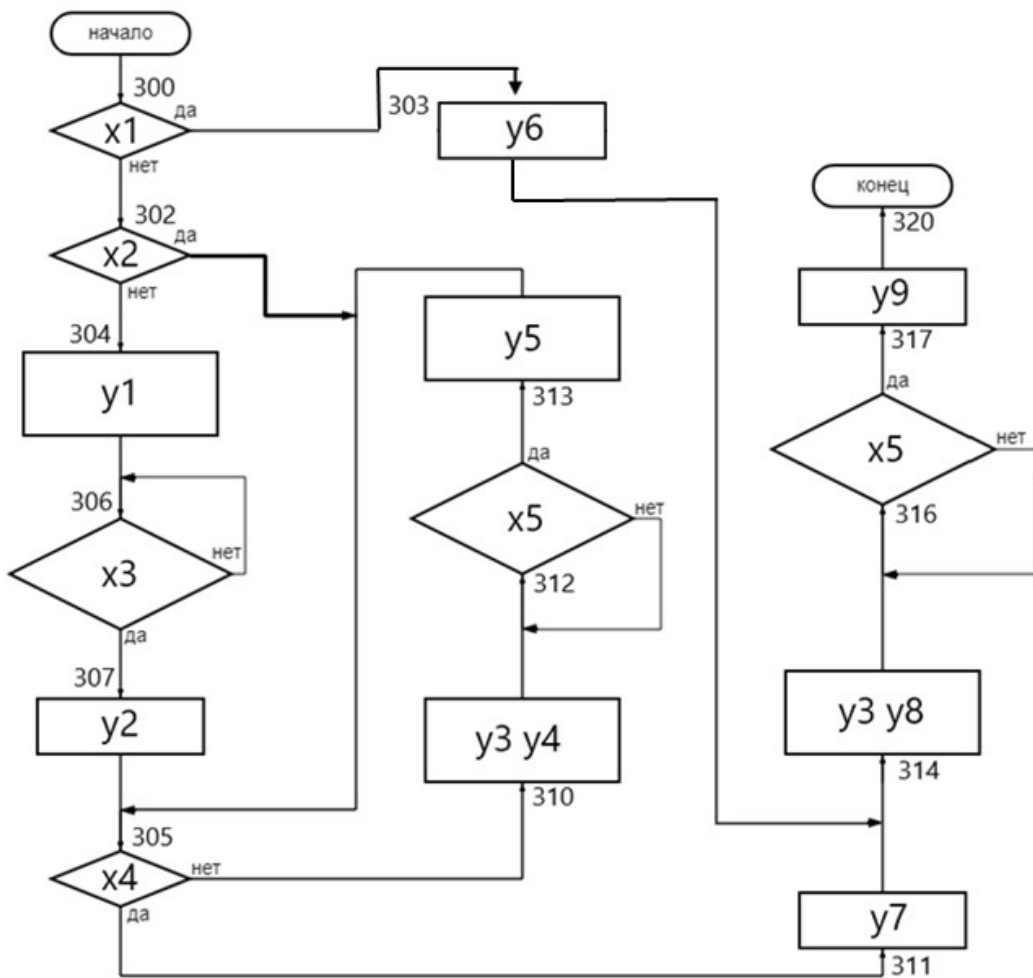 начало
300
да
x1
нет
303
y6
302
да
x2
нет
304
y1
306
x3
нет
да
307
y2
305
x4
нет
да
y5
313
да
x5
нет
312
y3 y4
310
конец
320
y9
317
да
x5
нет
316
y3 y8
314
y7
311